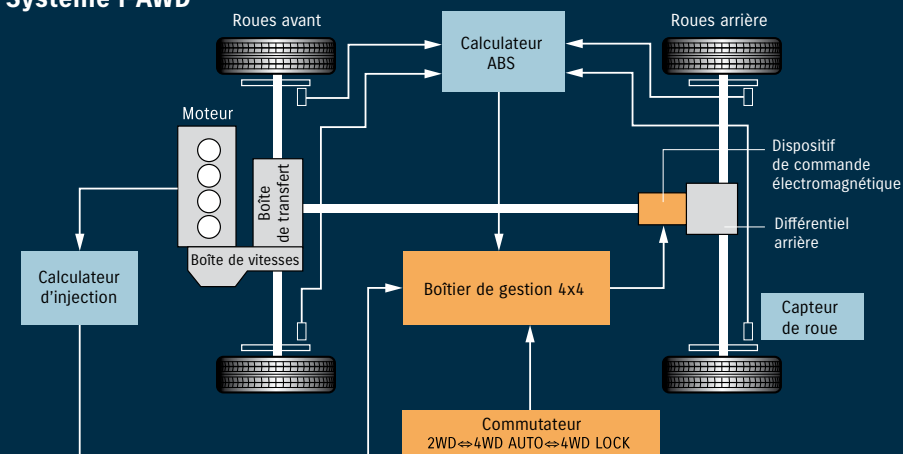 Système i-AWD
Roues avant
Roues arrière
Calculateur
ABS
Moteur
Boîte
de transfert
Dispositif
de commande
électromagnétique
Différentiel
arrière
Boîte de vitesses
Calculateur
d'injection
Boîtier de gestion 4x4
Capteur
de roue
Commutateur
2WD⇔4WD AUTO⇔4WD LOCK